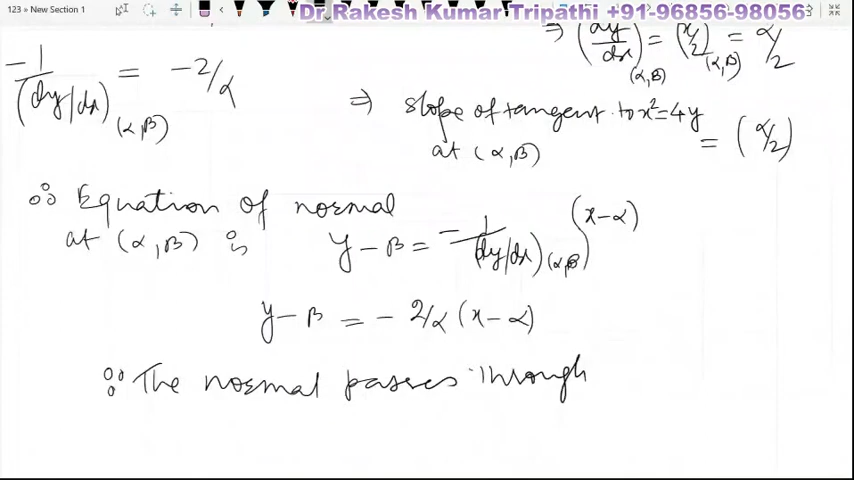 123 » New Section 1
Dr Rakesh Kumar Tripathi +91-96856-98056
⇒ (dy/dx)(α,β) = (x/2)(α,β) = α/2
-1/(dy/dx)(α,β) = -2/α
⇒ slope of tangent to x²=4y
at (α,β) = (α/2)
∴ Equation of normal
at (α,β) is y-β = -1/(dy/dx)(α,β) (x-α)
y-β = -2/α (x-α)
∵ The normal passes through